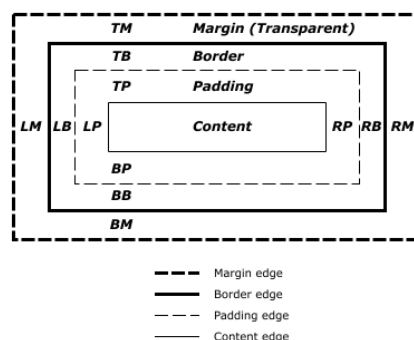 TM Margin (Transparent)
TB Border
TP Padding
LM LB LP Content RP RB RM
BP
BB
BM
Margin edge
Border edge
Padding edge
Content edge